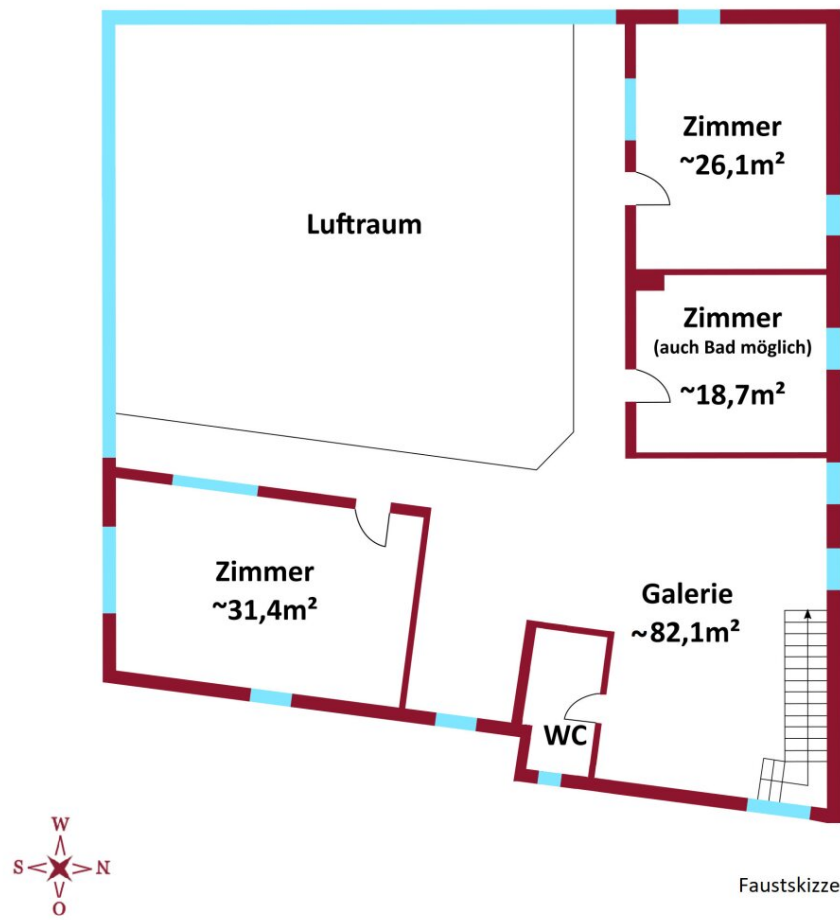 Zimmer
~26,1m²
Luftraum
Zimmer
(auch Bad möglich)
~18,7m²
Zimmer
~31,4m²
Galerie
~82,1m²
WC
W
S N
O
Faustskizze